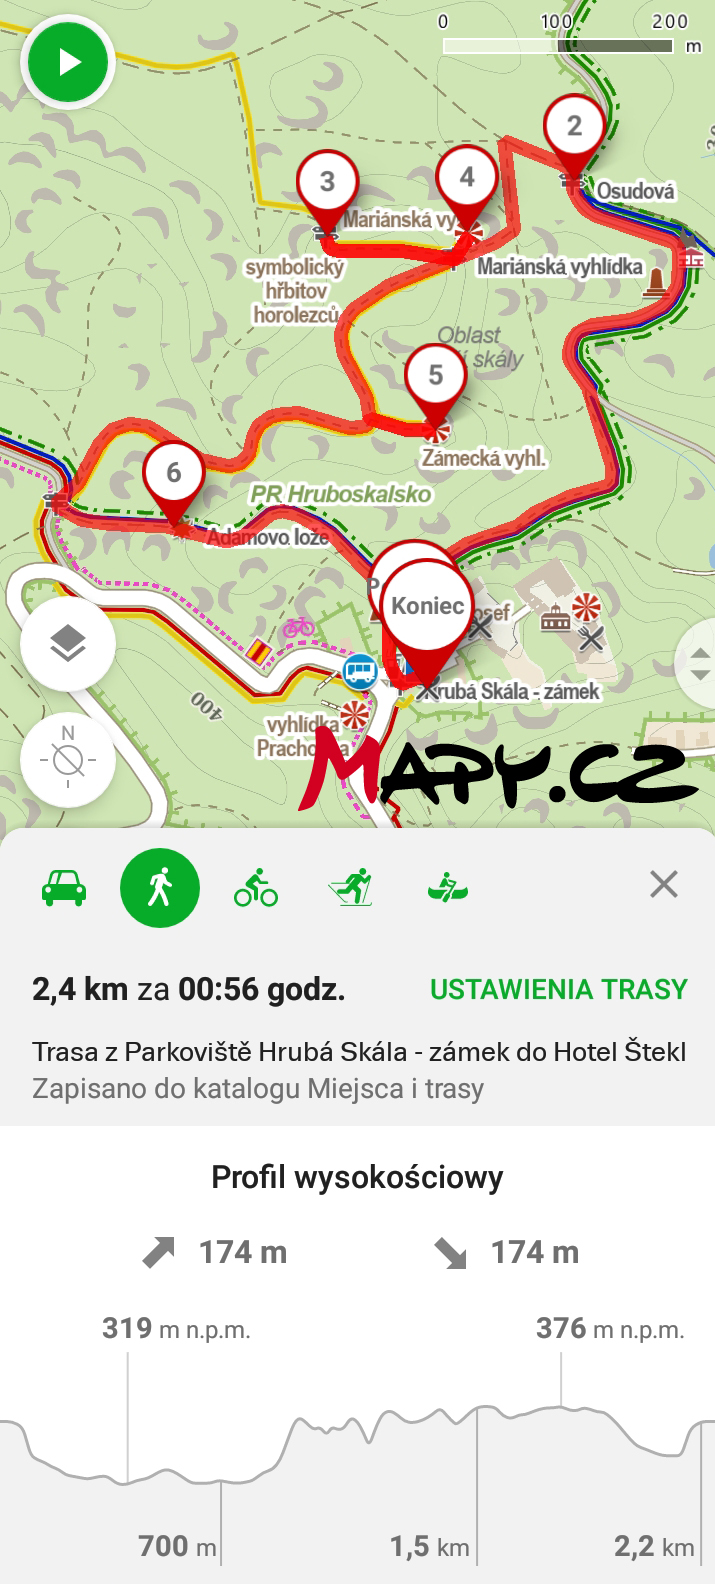 0 100 200
m
2
Osudová
3
4
Mariánská vy
Mariánská vyhlídka
symbolický
hřbitov
horolezců
Oblast
í skály
5
Zámecká vyhl.
6
PR Hruboskalsko
Adamovo lože
P
Koniec
osef
rubá Skála - zámek
400
N
vyhlídka
Pracho
MAPY.CZ
2,4 km za 00:56 godz.
USTAWIENIA TRASY
Trasa z Parkoviště Hrubá Skála - zámek do Hotel Štekl
Zapisano do katalogu Miejsca i trasy
Profil wysokościowy
174 m
174 m
319 m n.p.m.
376 m n.p.m.
700 m
1,5 km
2,2 km